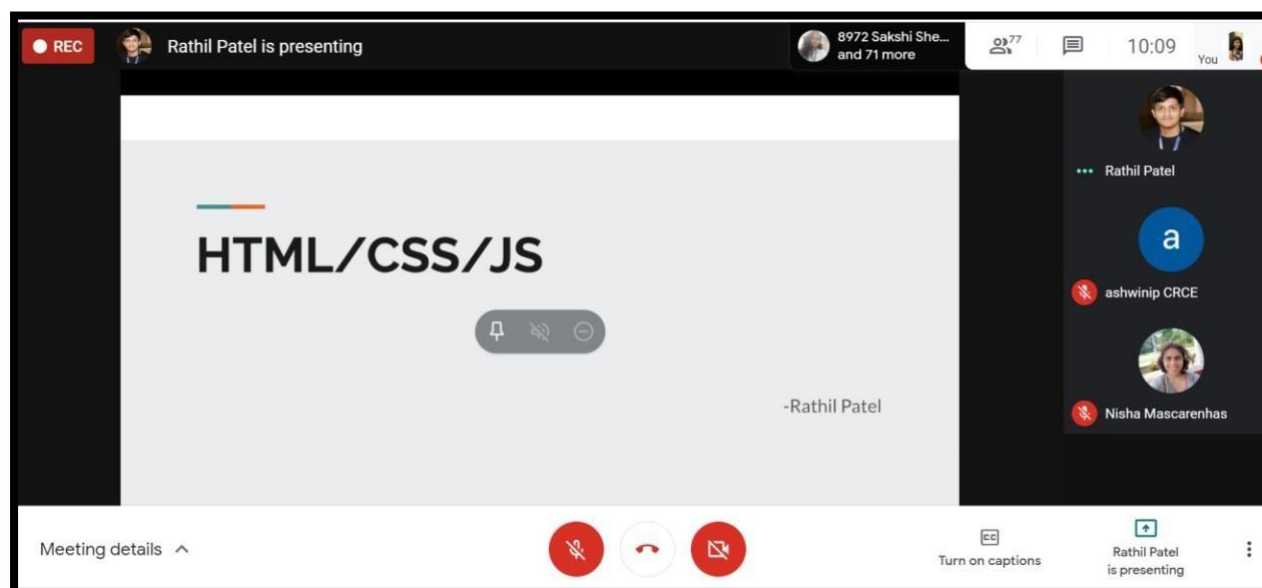 REC
Rathil Patel is presenting
8972 Sakshi She...
and 71 more
77
10:09
You
Rathil Patel
a
ashwinip CRCE
Nisha Mascarenhas
HTML/CSS/JS
-Rathil Patel
Meeting details
CC
Turn on captions
Rathil Patel
is presenting